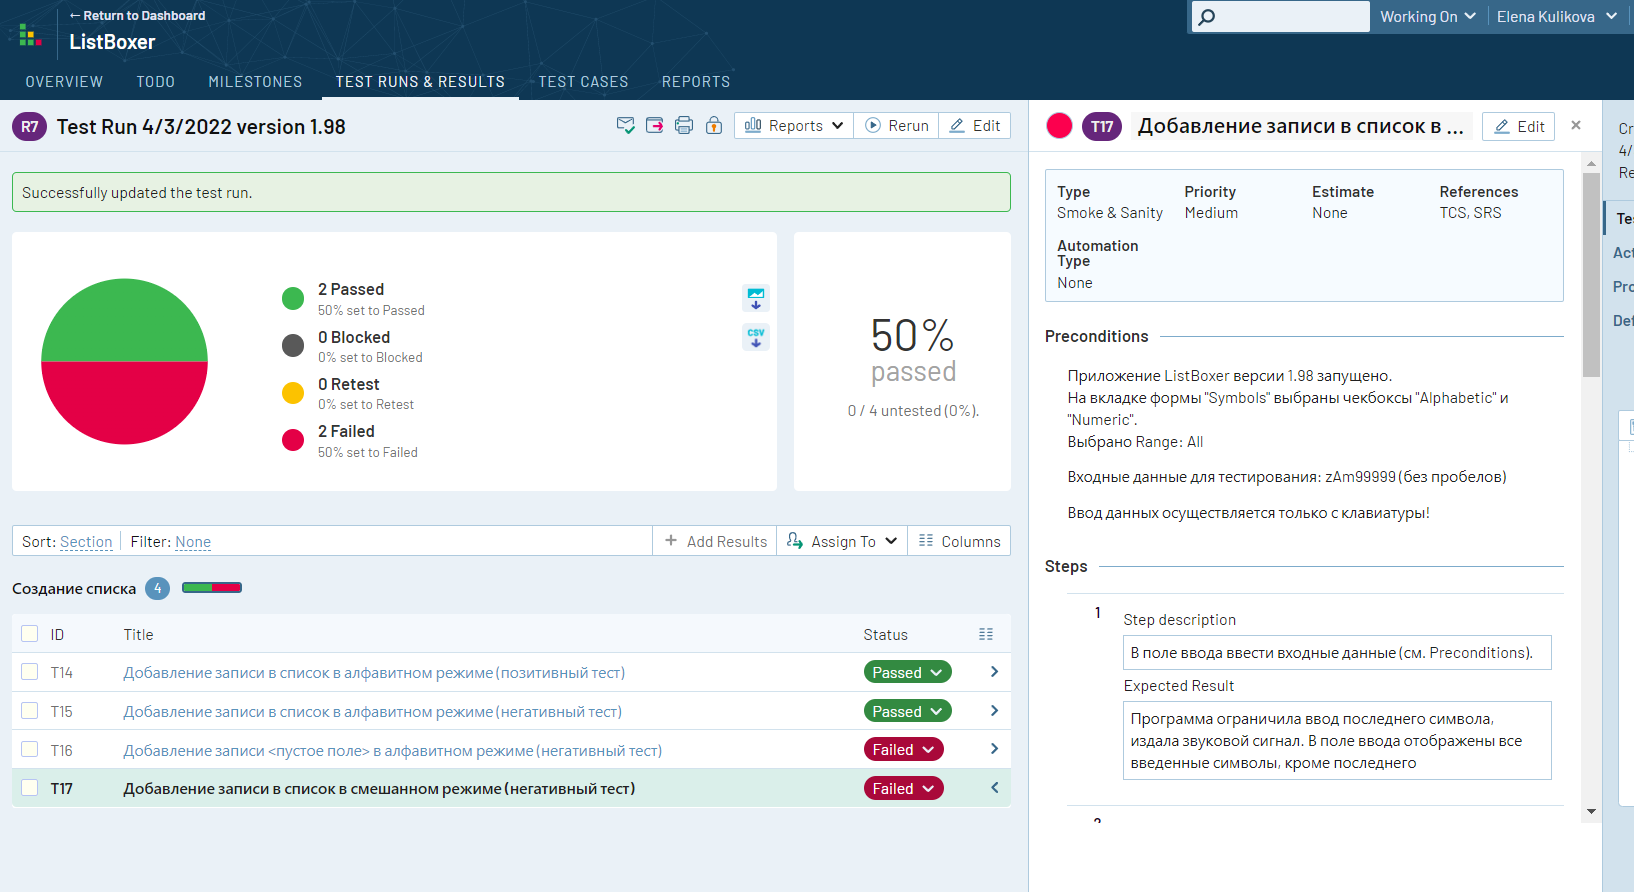 ← Return to Dashboard
ListBoxer
Working On
Elena Kulikova
OVERVIEW TODO MILESTONES TEST RUNS & RESULTS TEST CASES REPORTS
R7 Test Run 4/3/2022 version 1.98
Reports Rerun Edit
Successfully updated the test run.
2 Passed
50% set to Passed
0 Blocked
0% set to Blocked
0 Retest
0% set to Retest
2 Failed
50% set to Failed
CSV
50%
passed
0 / 4 untested (0%).
Sort: Section Filter: None
Add Results Assign To Columns
Создание списка 4
ID Title Status
T14 Добавление записи в список в алфавитном режиме (позитивный тест) Passed
T15 Добавление записи в список в алфавитном режиме (негативный тест) Passed
T16 Добавление записи <пустое поле> в алфавитном режиме (негативный тест) Failed
T17 Добавление записи в список в смешанном режиме (негативный тест) Failed
T17 Добавление записи в список в ... Edit
Type Priority Estimate References
Smoke & Sanity Medium None TCS, SRS
Automation
Type
None
Preconditions
Приложение ListBoxer версии 1.98 запущено.
На вкладке формы "Symbols" выбраны чекбоксы "Alphabetic" и
"Numeric".
Выбрано Range: All
Входные данные для тестирования: zAm99999 (без пробелов)
Ввод данных осуществляется только с клавиатуры!
Steps
1 Step description
В поле ввода ввести входные данные (см. Preconditions).
Expected Result
Программа ограничила ввод последнего символа,
издала звуковой сигнал. В поле ввода отображены все
введенные символы, кроме последнего
Cr
4/
Re
Tes
Act
Pro
Def